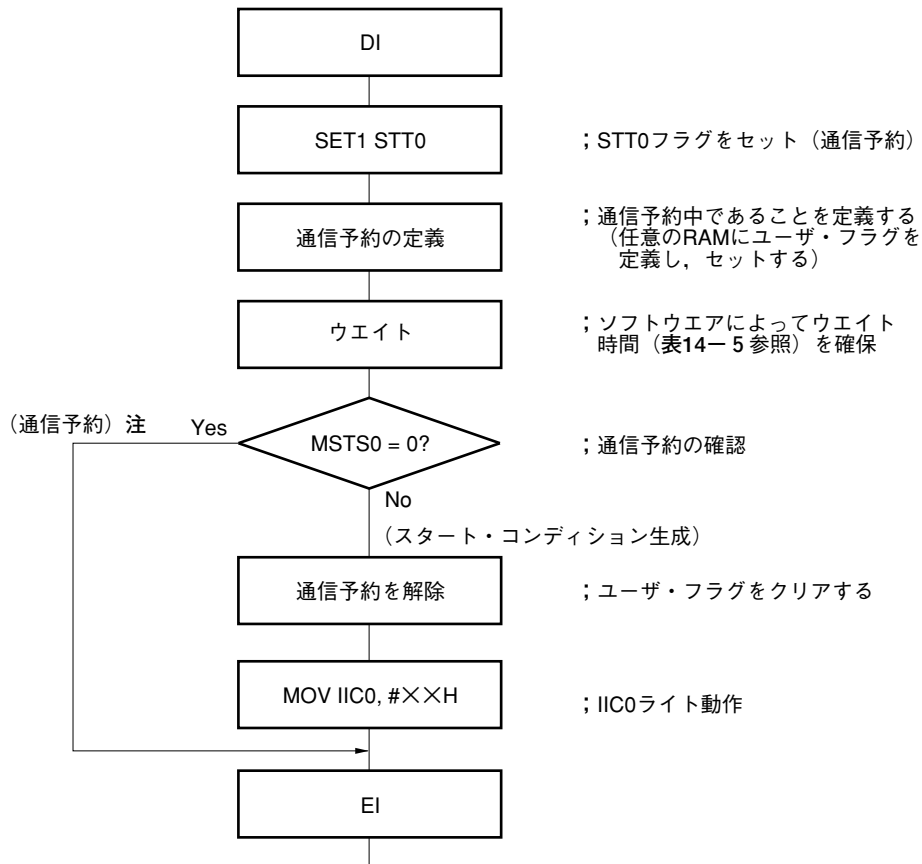 DI
SET1 STT0
；STT0フラグをセット（通信予約）
通信予約の定義
；通信予約中であることを定義する
（任意のRAMにユーザ・フラグを
定義し，セットする）
ウエイト
；ソフトウエアによってウエイト
時間（表14－5 参照）を確保
（通信予約）注
Yes
MSTS0 = 0?
；通信予約の確認
No
（スタート・コンディション生成）
通信予約を解除
；ユーザ・フラグをクリアする
MOV IIC0, #××H
；IIC0ライト動作
EI